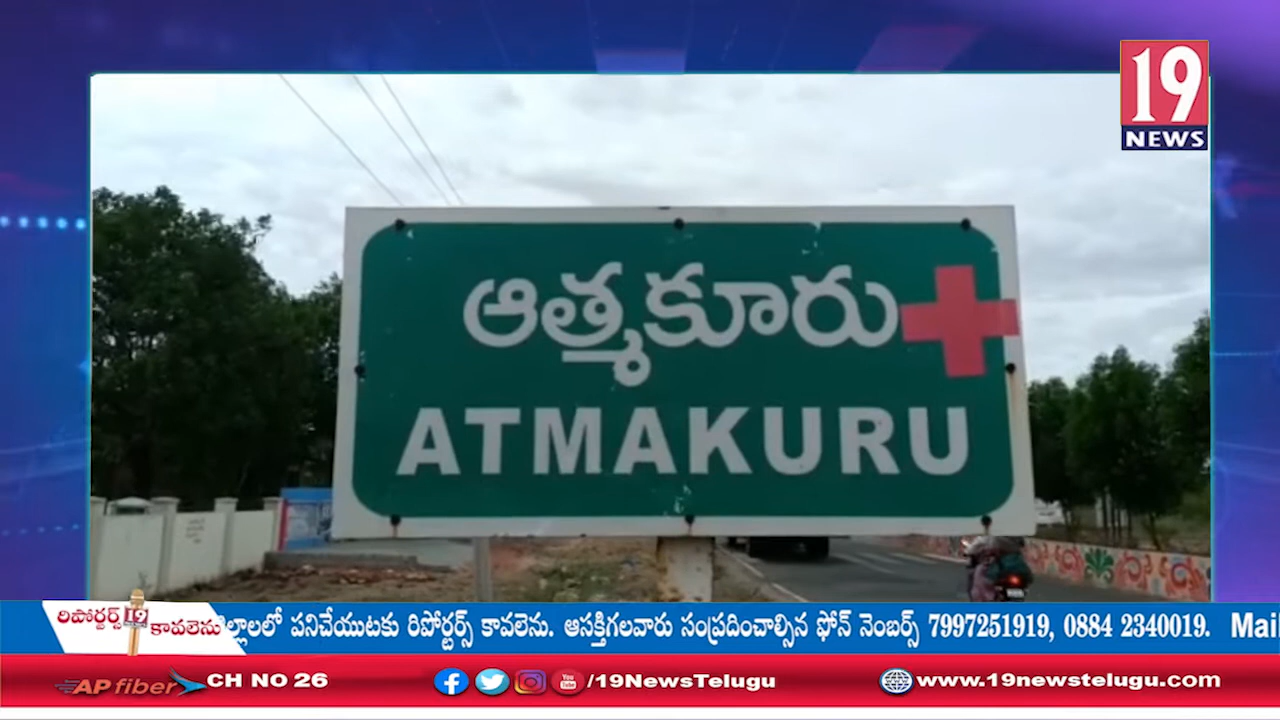 19
NEWS
ఆత్మకూరు
ATMAKURU
రిపోర్టర్స్ 19
కావలెను
ల్లాలలో పనిచేయుటకు రిపోర్టర్స్ కావలెను. ఆసక్తిగలవారు సంప్రదించాల్సిన ఫోన్ నెంబర్స్ 7997251919, 0884 2340019. Mail
AP fiber CH NO 26
/19NewsTelugu
www.19newstelugu.com